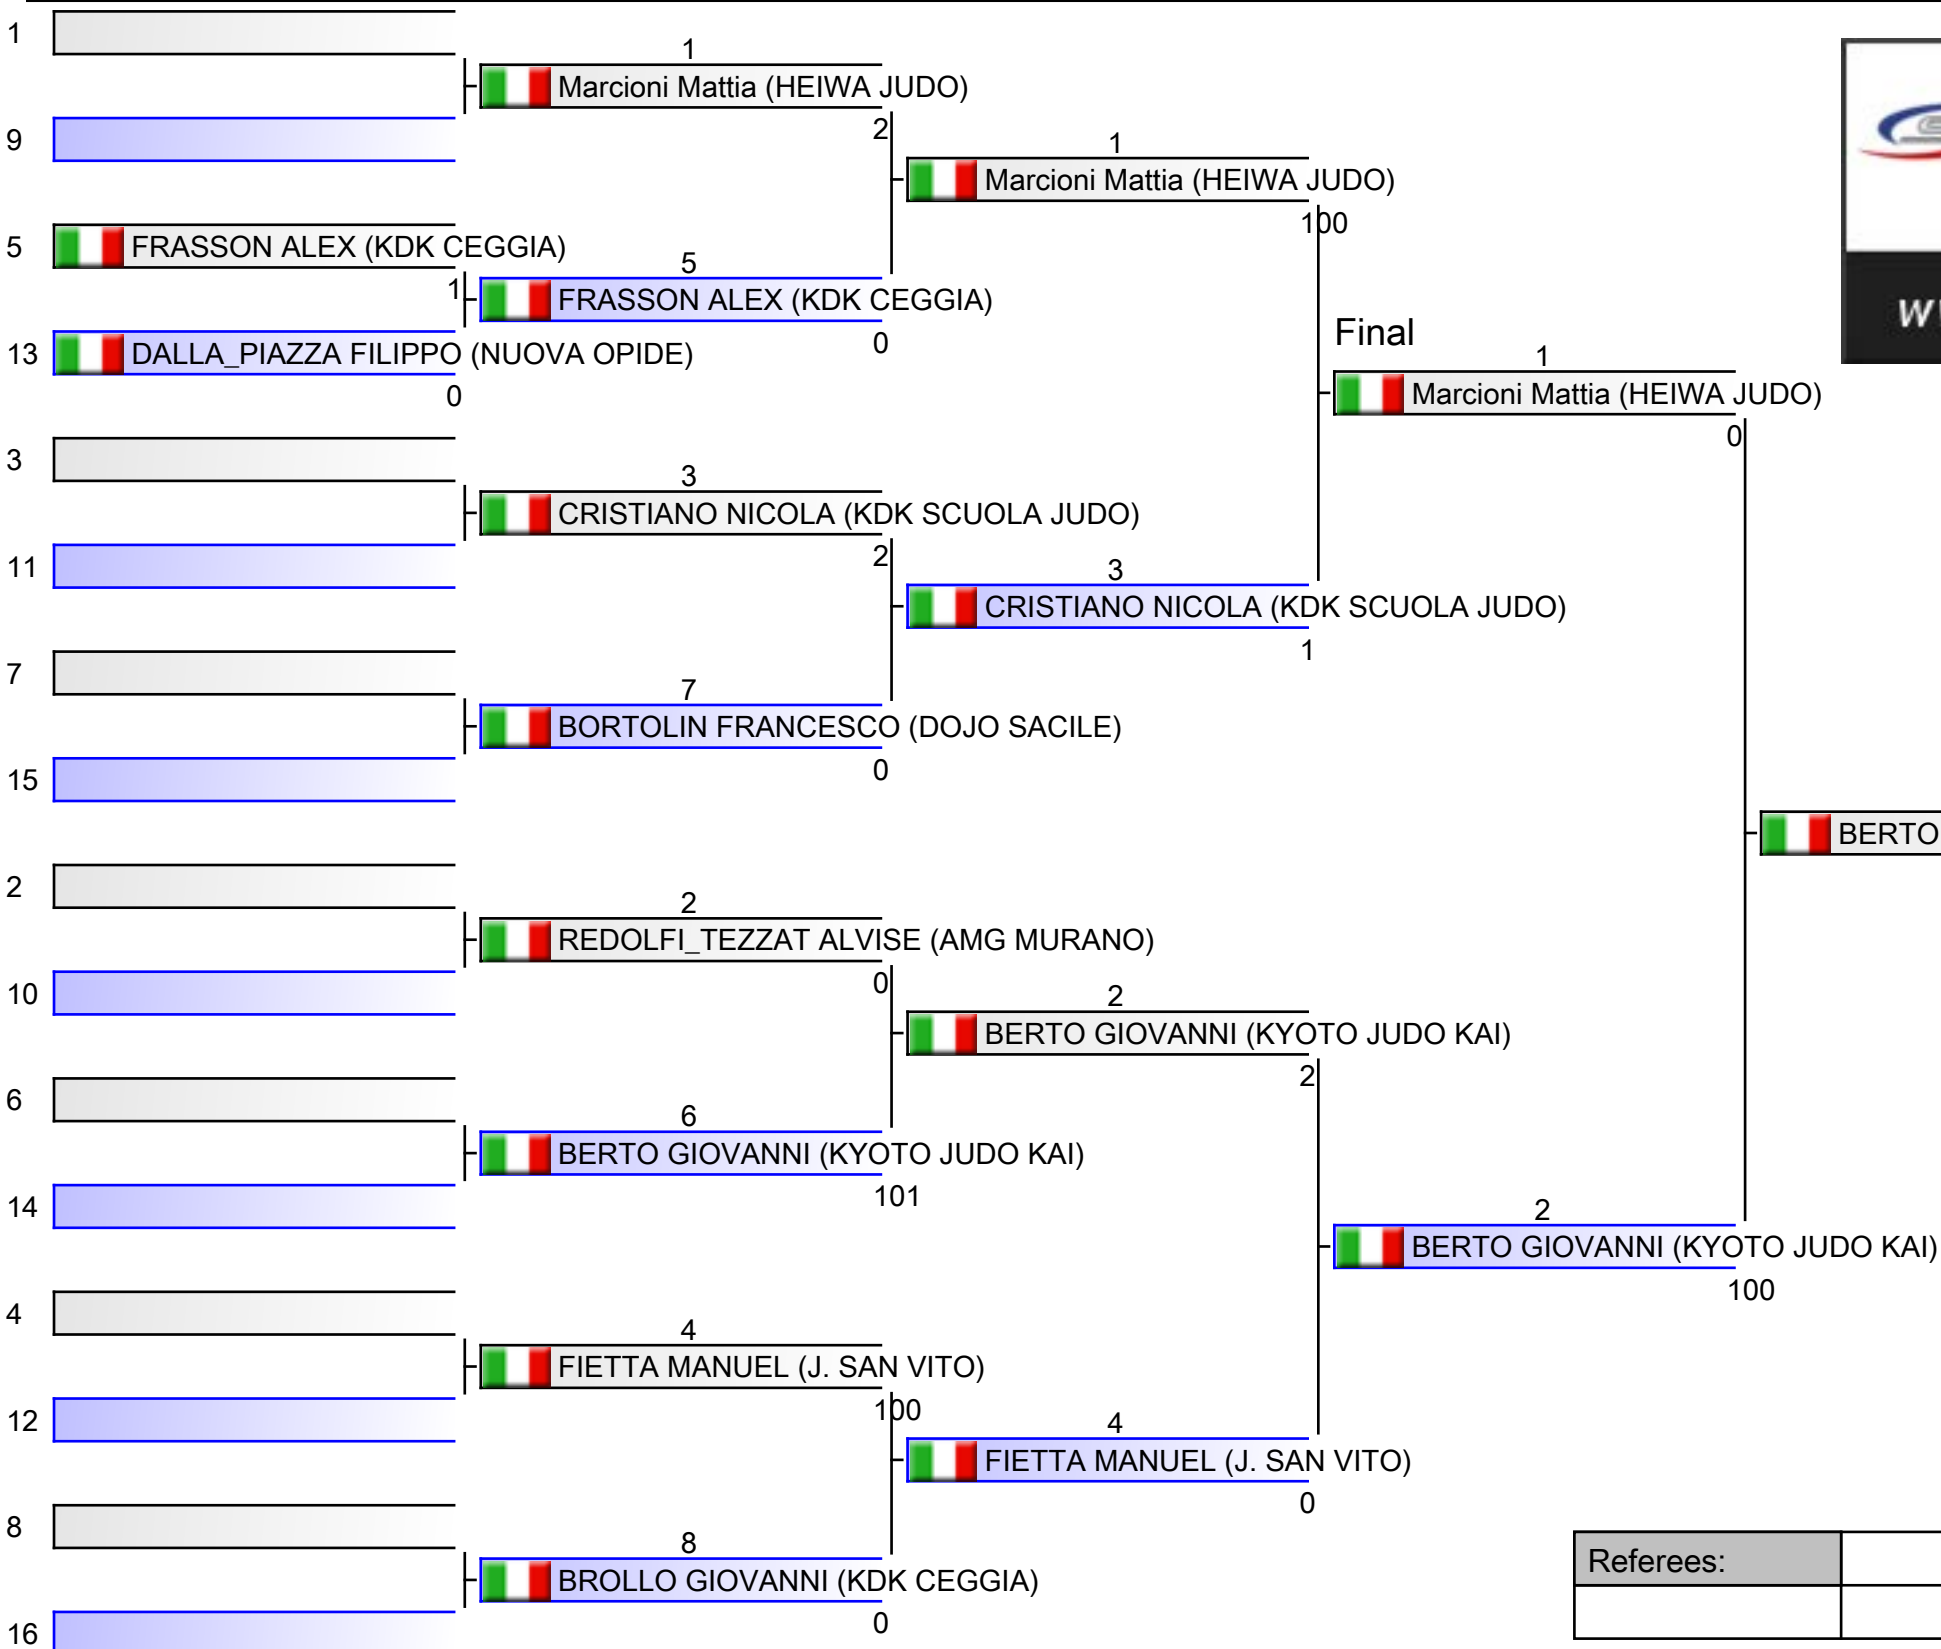 1
1
Marcioni Mattia (HEIWA JUDO)
2
9
1
Marcioni Mattia (HEIWA JUDO)
100
5
FRASSON ALEX (KDK CEGGIA)
1
5
FRASSON ALEX (KDK CEGGIA)
0
13
DALLA_PIAZZA FILIPPO (NUOVA OPIDE)
0
Final
1
Marcioni Mattia (HEIWA JUDO)
0
3
3
CRISTIANO NICOLA (KDK SCUOLA JUDO)
2
11
3
CRISTIANO NICOLA (KDK SCUOLA JUDO)
1
7
7
BORTOLIN FRANCESCO (DOJO SACILE)
0
15
BERTO
2
2
REDOLFI_TEZZAT ALVISE (AMG MURANO)
0
10
2
BERTO GIOVANNI (KYOTO JUDO KAI)
2
6
6
BERTO GIOVANNI (KYOTO JUDO KAI)
101
14
2
BERTO GIOVANNI (KYOTO JUDO KAI)
100
4
4
FIETTA MANUEL (J. SAN VITO)
100
12
4
FIETTA MANUEL (J. SAN VITO)
0
8
8
BROLLO GIOVANNI (KDK CEGGIA)
0
16
Referees: